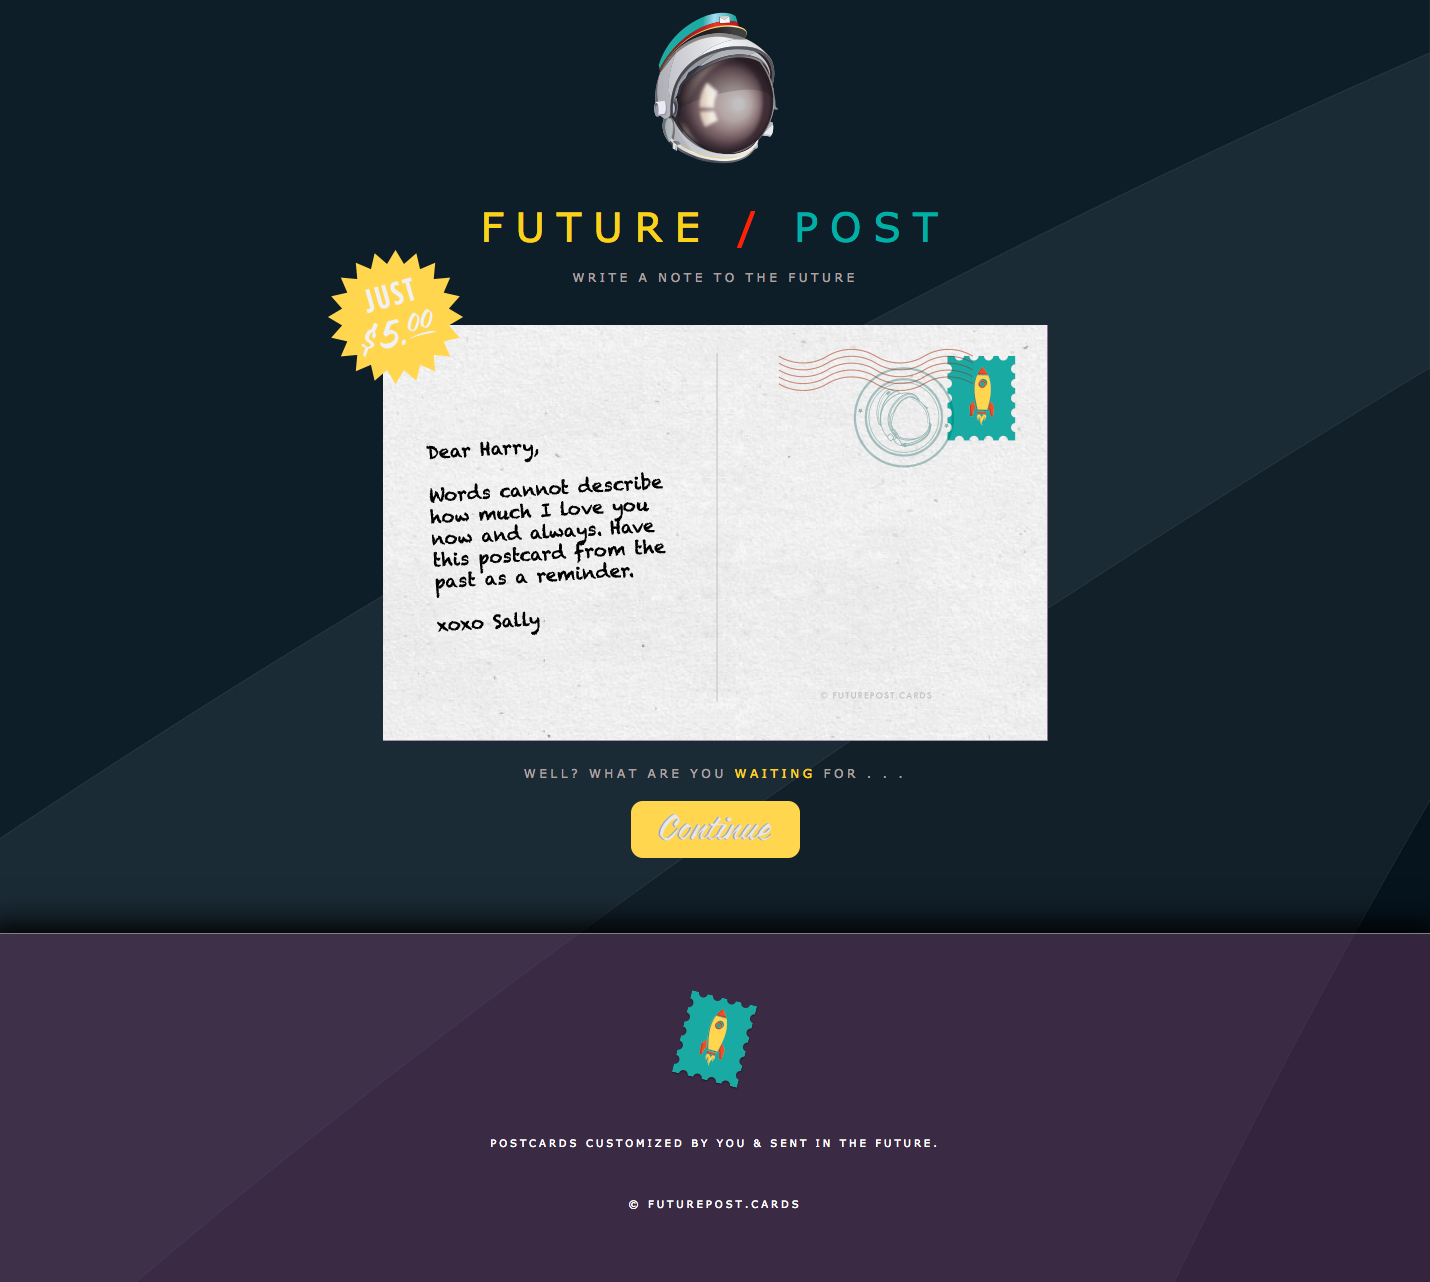 FUTURE / POST
WRITE A NOTE TO THE FUTURE
JUST
$5.00
Dear Harry,
Words cannot describe
how much I love you
now and always. Have
this postcard from the
past as a reminder.
xoxo Sally
© FUTUREPOST.CARDS
WELL? WHAT ARE YOU WAITING FOR . . .
Continue
POSTCARDS CUSTOMIZED BY YOU & SENT IN THE FUTURE.
© FUTUREPOST.CARDS